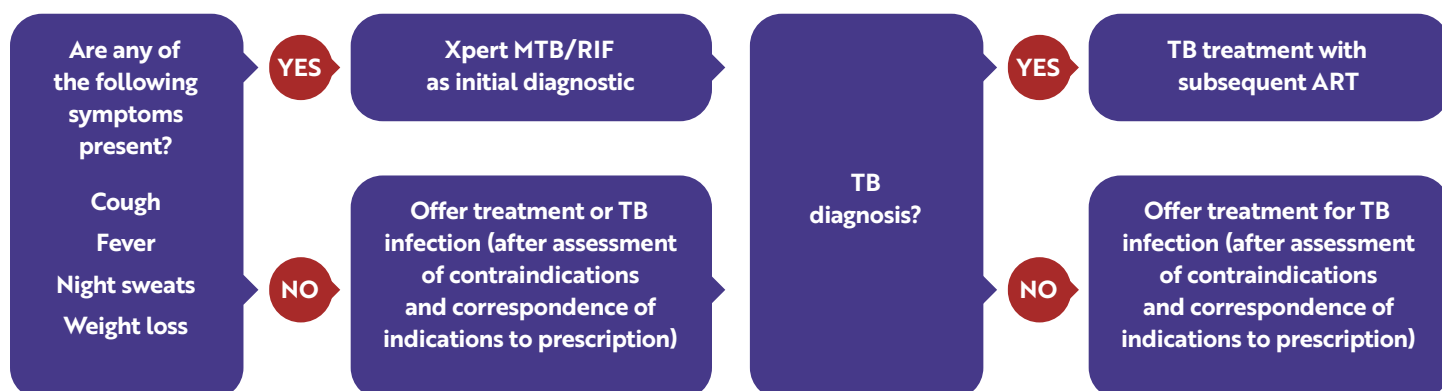 Are any of
the following
symptoms
present?
Cough
Fever
Night sweats
Weight loss
YES
Xpert MTB/RIF
as initial diagnostic
NO
Offer treatment or TB
infection (after assessment
of contraindications
and correspondence of
indications to prescription)
TB
diagnosis?
YES
TB treatment with
subsequent ART
NO
Offer treatment for TB
infection (after assessment
of contraindications
and correspondence of
indications to prescription)